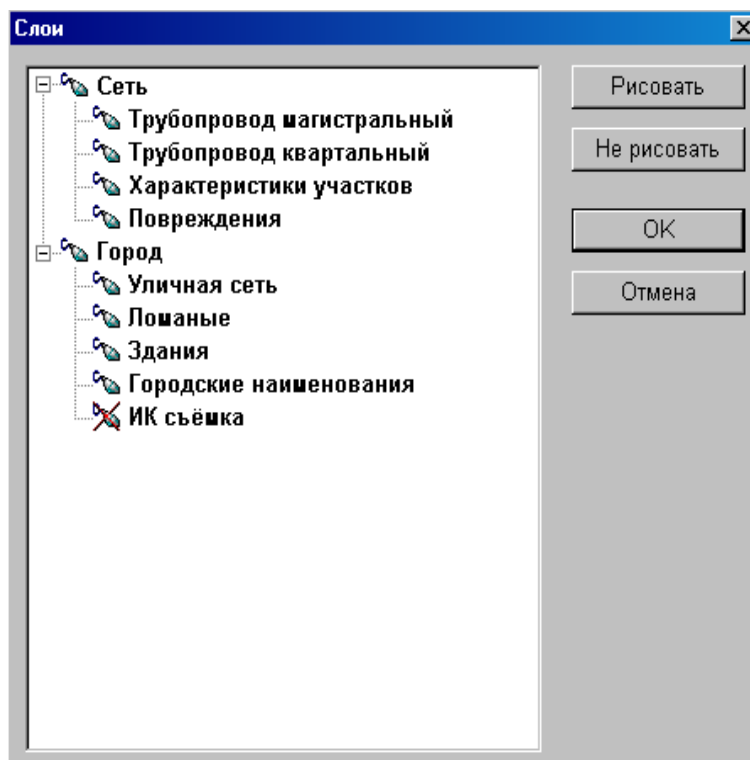 Слои
Сеть
Трубопровод магистральный
Трубопровод квартальный
Характеристики участков
Повреждения
Город
Уличная сеть
Ломаные
Здания
Городские наименования
ИК съёмка
Рисовать
Не рисовать
OK
Отмена